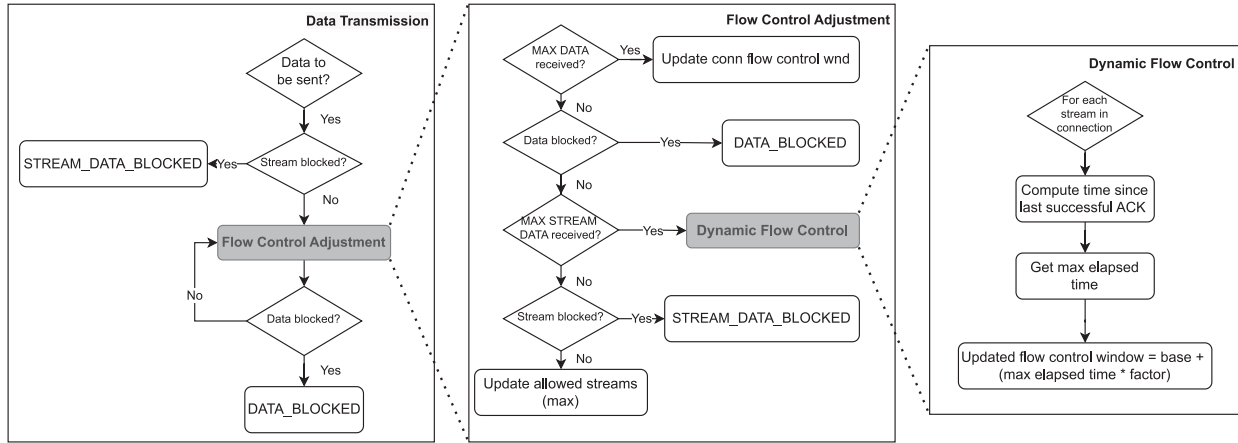 Data Transmission
Data to
be sent?
Yes
Stream blocked?
Yes
STREAM_DATA_BLOCKED
No
Flow Control Adjustment
No
Data blocked?
Yes
DATA_BLOCKED
Flow Control Adjustment
MAX DATA
received?
Yes
Update conn flow control wnd
No
Data blocked?
Yes
DATA_BLOCKED
No
MAX STREAM
DATA received?
Yes
Dynamic Flow Control
No
Stream blocked?
Yes
STREAM_DATA_BLOCKED
No
Update allowed streams
(max)
Dynamic Flow Control
For each
stream in
connection
Compute time since
last successful ACK
Get max elapsed
time
Updated flow control window = base +
(max elapsed time * factor)